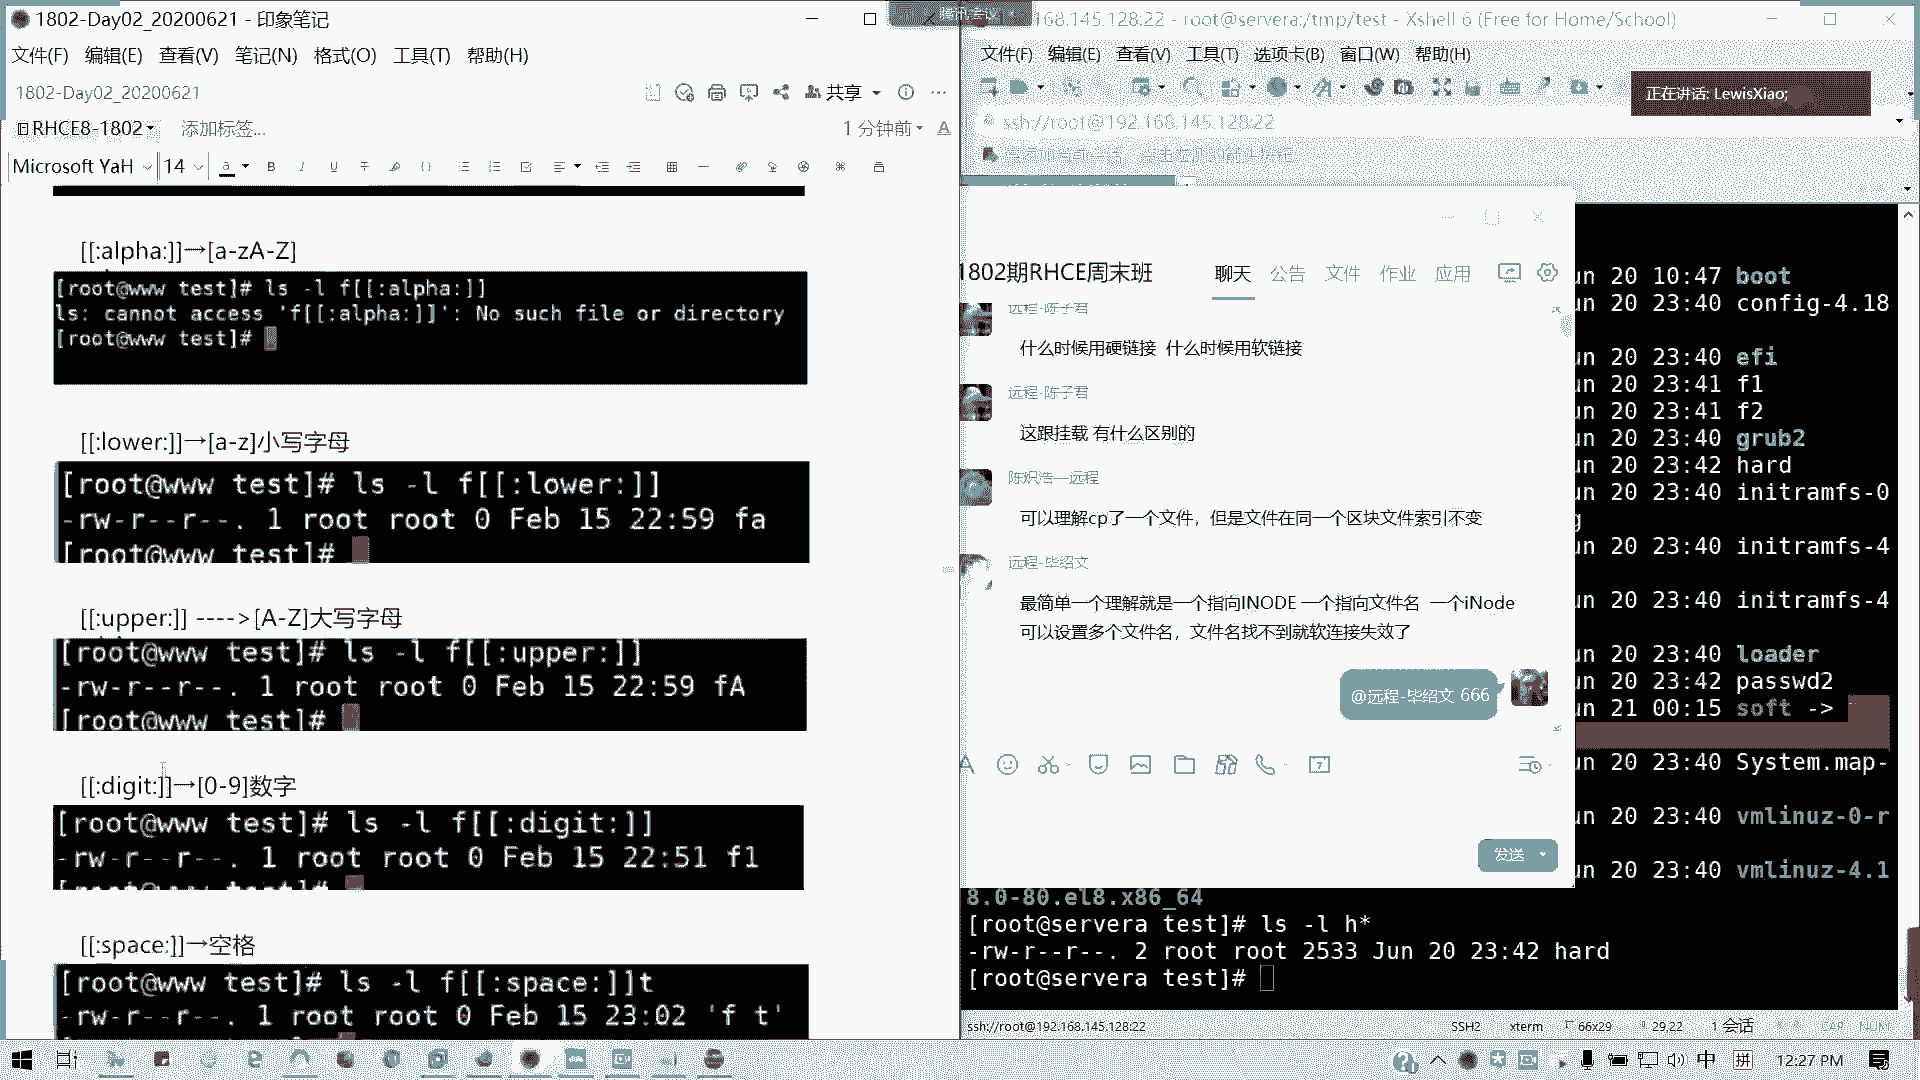 1802-Day02_20200621 - 印象笔记
文件(F) 编辑(E) 查看(V) 笔记(N) 格式(O) 工具(T) 帮助(H)
1802-Day02_20200621
共享
RHCE8-1802
添加标签...
1 分钟前
Microsoft YaH 14
[[:alpha:]]→[a-zA-Z]
[root@www test]# ls -l f[[:alpha:]]
ls: cannot access 'f[[:alpha:]]': No such file or directory
[root@www test]#
[[:lower:]]→[a-z]小写字母
[root@www test]# ls -l f[[:lower:]]
-rw-r--r--. 1 root root 0 Feb 15 22:59 fa
[root@www test]#
[[:upper:]] ---->[A-Z]大写字母
[root@www test]# ls -l f[[:upper:]]
-rw-r--r--. 1 root root 0 Feb 15 22:59 fA
[root@www test]#
[[:digit:]]→[0-9]数字
[root@www test]# ls -l f[[:digit:]]
-rw-r--r--. 1 root root 0 Feb 15 22:51 f1
[[:space:]]→空格
[root@www test]# ls -l f[[:space:]]t
-rw-r--r--. 1 root root 0 Feb 15 23:02 'f t'
腾讯会议
168.145.128:22 - root@servera:/tmp/test - Xshell 6 (Free for Home/School)
文件(F) 编辑(E) 查看(V) 工具(T) 选项卡(B) 窗口(W) 帮助(H)
正在讲话: LewisXiao;
ssh://root@192.168.145.128:22
1802期RHCE周末班
聊天 公告 文件 作业 应用
远程-陈子君
什么时候用硬链接 什么时候用软链接
远程-陈子君
这跟挂载 有什么区别的
陈炽浩—远程
可以理解cp了一个文件，但是文件在同一个区块文件索引不变
远程-毕绍文
最简单一个理解就是一个指向INODE 一个指向文件名 一个iNode
可以设置多个文件名，文件名找不到就软连接失效了
@远程-毕绍文 666
发送
un 20 10:47 boot
un 20 23:40 config-4.18
un 20 23:40 efi
un 20 23:41 f1
un 20 23:41 f2
un 20 23:40 grub2
un 20 23:42 hard
un 20 23:40 initramfs-0
g
un 20 23:40 initramfs-4
un 20 23:40 initramfs-4
un 20 23:40 loader
un 20 23:42 passwd2
un 21 00:15 soft ->
un 20 23:40 System.map-
un 20 23:40 vmlinuz-0-r
un 20 23:40 vmlinuz-4.1
8.0-80.el8.x86_64
[root@servera test]# ls -l h*
-rw-r--r--. 2 root root 2533 Jun 20 23:42 hard
[root@servera test]#
ssh://root@192.168.145.128:22 SSH2 xterm 66x29 29,22 1 会话 CAP NUM
中 拼 12:27 PM